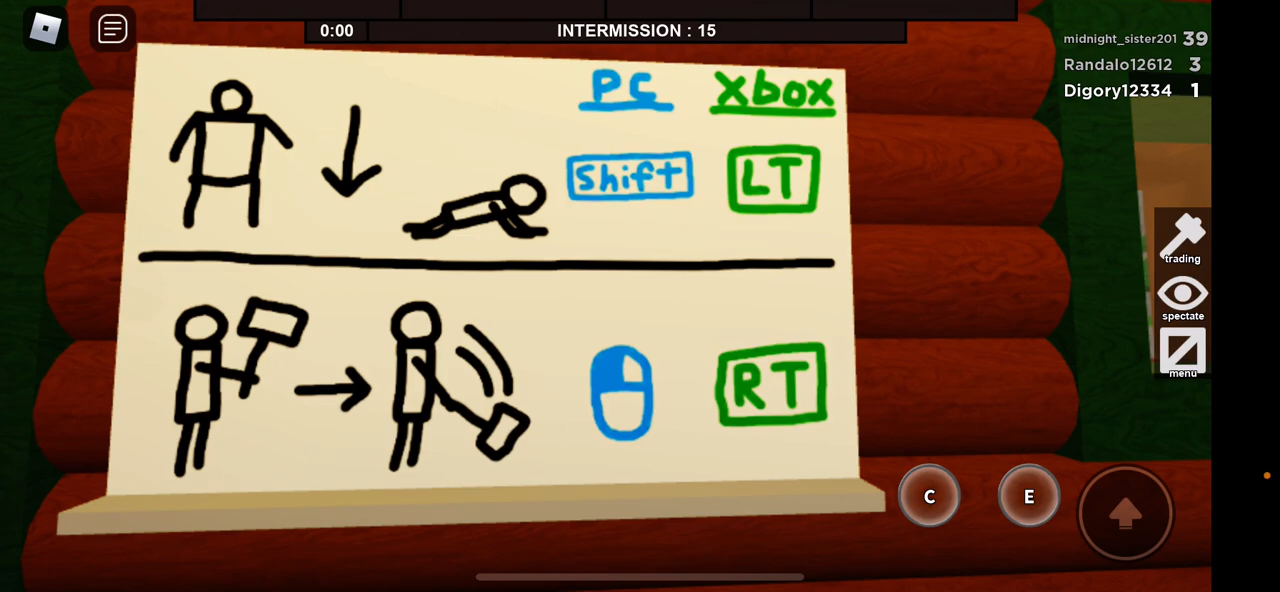 0:00
INTERMISSION : 15
midnight_sister201 39
Randalo12612 3
Digory12334 1
PC
Xbox
Shift
LT
trading
spectate
menu
RT
C
E